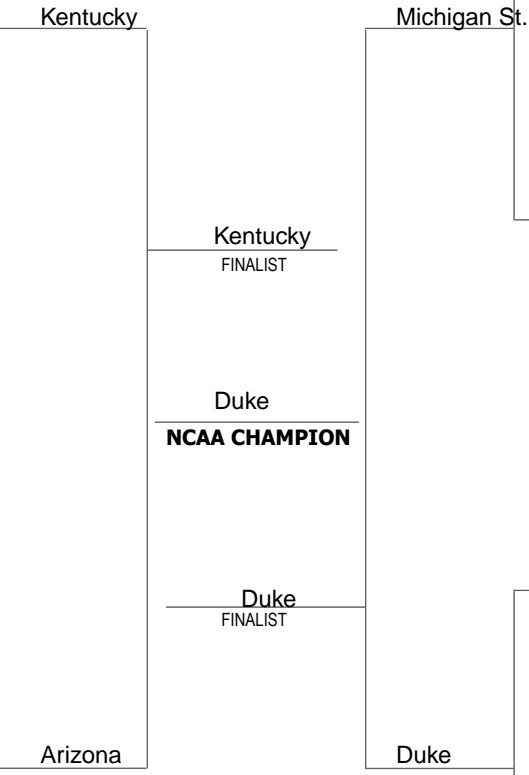 Kentucky
Michigan St.
Kentucky
FINALIST
Duke
NCAA CHAMPION
Duke
FINALIST
Arizona
Duke